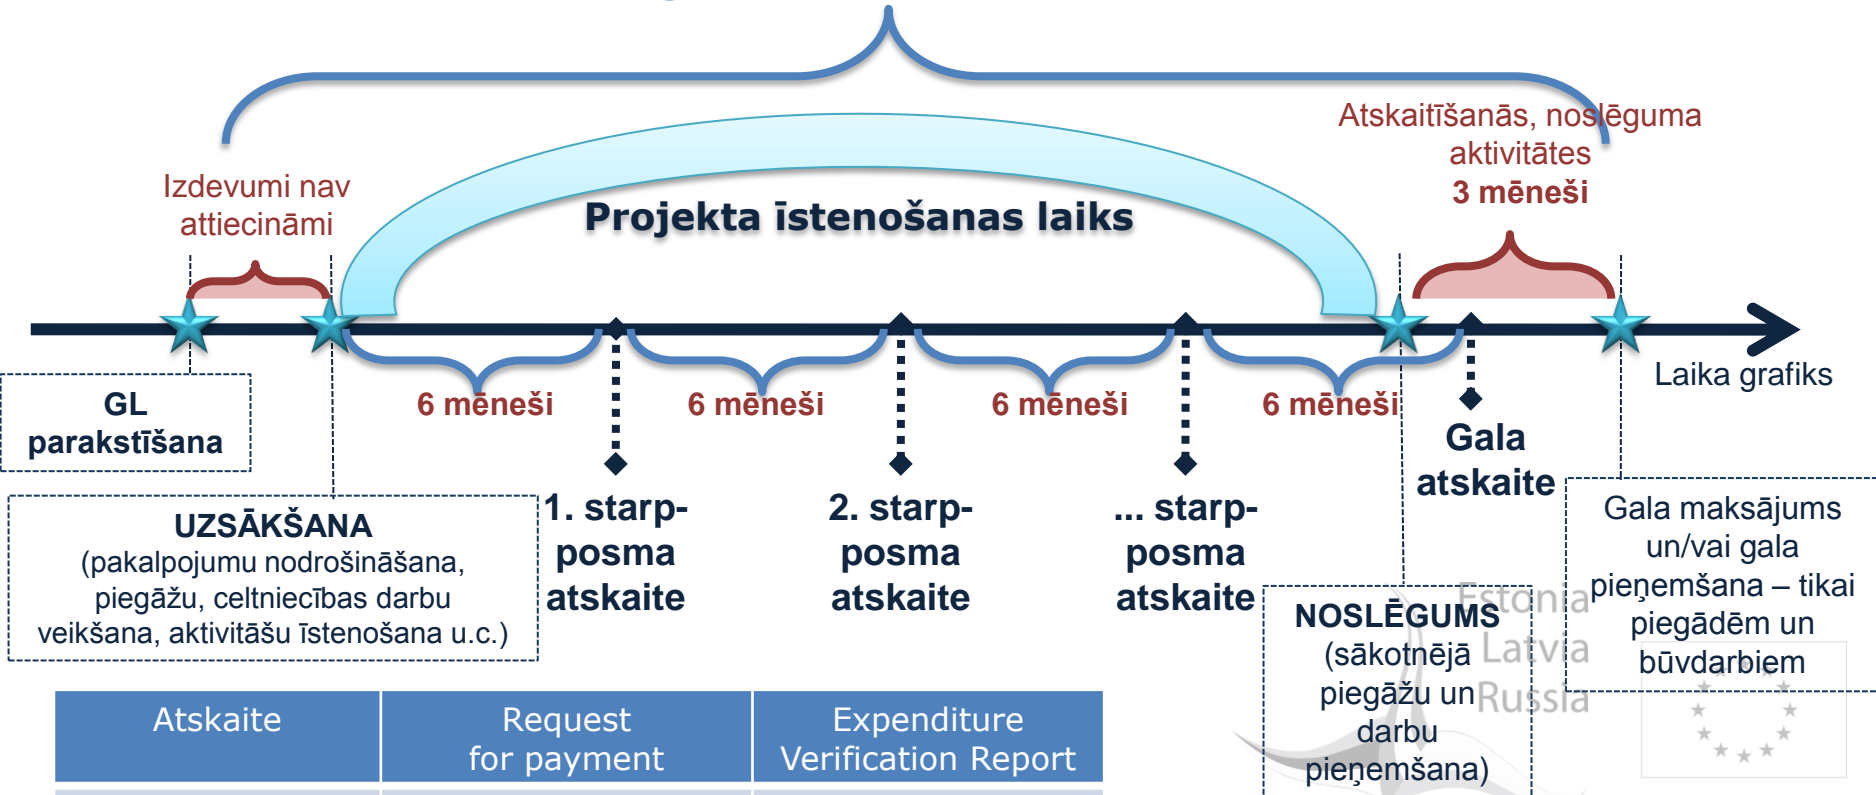 Atskaitīšanās, noslēguma
aktivitātes
3 mēneši
Izdevumi nav
attiecināmi
Projekta īstenošanas laiks
Laika grafiks
6 mēneši
6 mēneši
6 mēneši
6 mēneši
GL
parakstīšana
UZSĀKŠANA
(pakalpojumu nodrošināšana,
piegāžu, celtniecības darbu
veikšana, aktivitāšu īstenošana u.c.)
1. starp-
posma
atskaite
2. starp-
posma
atskaite
... starp-
posma
atskaite
Gala
atskaite
NOSLĒGUMS
(sākotnējā
piegāžu un
darbu
pieņemšana)
Gala maksājums
un/vai gala
pieņemšana – tikai
piegādēm un
būvdarbiem
Estonia
Latvia
Russia
Atskaite
Request
for payment
Expenditure
Verification Report